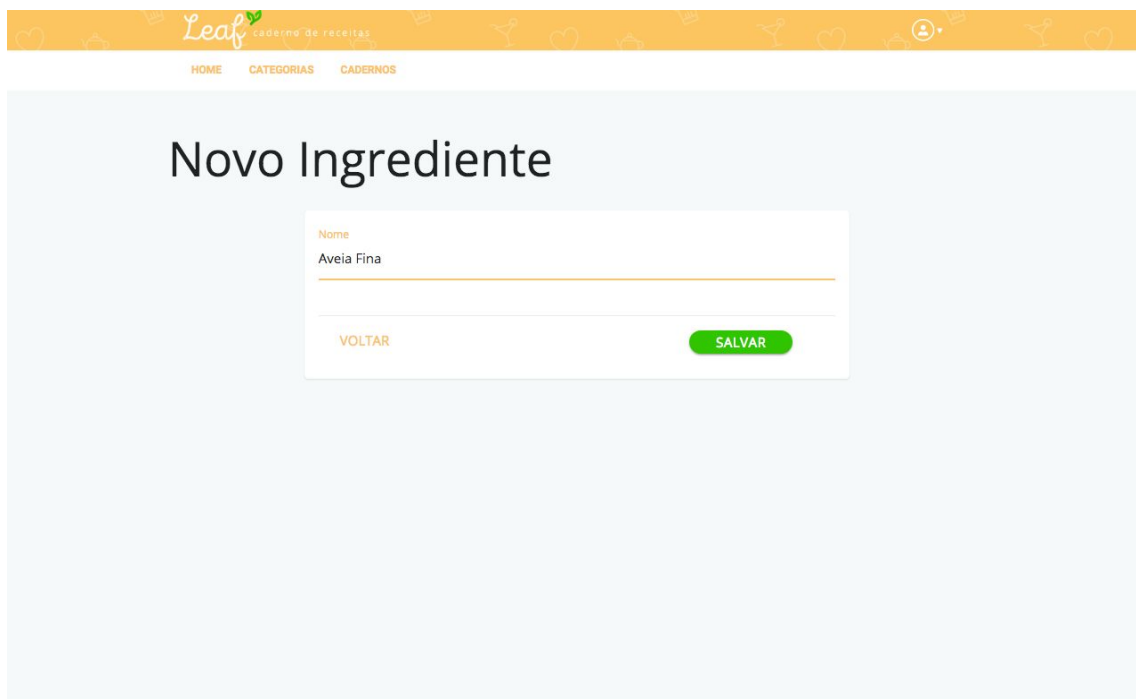 Leaf caderno de receitas
HOME CATEGORIAS CADERNOS
Novo Ingrediente
Nome
Aveia Fina
VOLTAR SALVAR